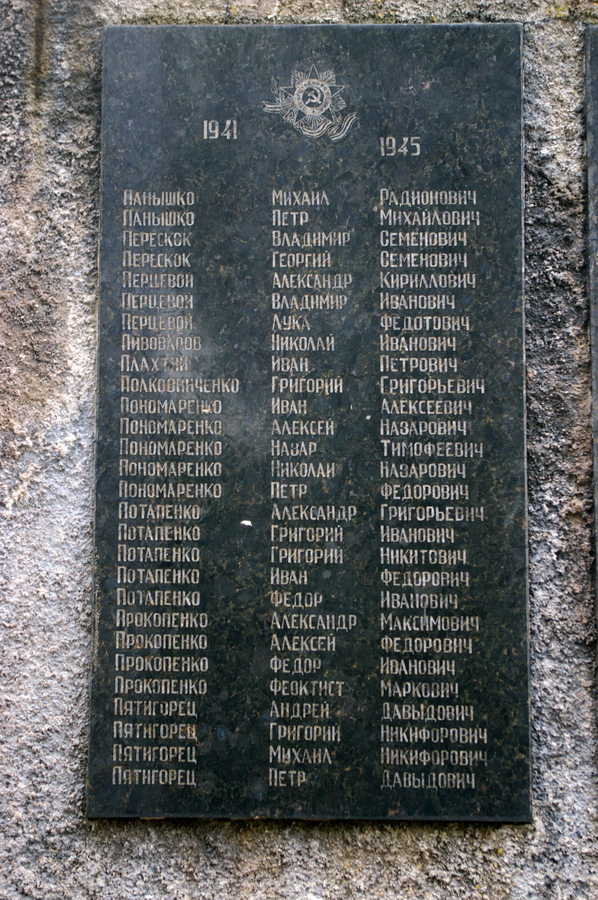 1941
1945
ПАНЫШКО МИХАИЛ РАДИОНОВИЧ
ПАНЫШКО ПЕТР МИХАЙЛОВИЧ
ПЕРЕСКОК ВЛАДИМИР СЕМЕНОВИЧ
ПЕРЕСКОК ГЕОРГИЙ СЕМЕНОВИЧ
ПЕРЦЕВОЙ АЛЕКСАНДР КИРИЛЛОВИЧ
ПЕРЦЕВОЙ ВЛАДИМИР ИВАНОВИЧ
ПЕРЦЕВОЙ ЛУКА ФЕДОТОВИЧ
ПИВОВАРОВ НИКОЛАЙ ИВАНОВИЧ
ПЛАХТИЙ ИВАН ПЕТРОВИЧ
ПОЛКОВНИЧЕНКО ГРИГОРИЙ ГРИГОРЬЕВИЧ
ПОНОМАРЕНКО ИВАН АЛЕКСЕЕВИЧ
ПОНОМАРЕНКО АЛЕКСЕЙ НАЗАРОВИЧ
ПОНОМАРЕНКО НАЗАР ТИМОФЕЕВИЧ
ПОНОМАРЕНКО НИКОЛАЙ НАЗАРОВИЧ
ПОНОМАРЕНКО ПЕТР ФЕДОРОВИЧ
ПОТАПЕНКО АЛЕКСАНДР ГРИГОРЬЕВИЧ
ПОТАПЕНКО ГРИГОРИЙ ИВАНОВИЧ
ПОТАПЕНКО ГРИГОРИЙ НИКИТОВИЧ
ПОТАПЕНКО ИВАН ФЕДОРОВИЧ
ПОТАПЕНКО ФЕДОР ИВАНОВИЧ
ПРОКОПЕНКО АЛЕКСАНДР МАКСИМОВИЧ
ПРОКОПЕНКО АЛЕКСЕЙ ФЕДОРОВИЧ
ПРОКОПЕНКО ФЕДОР ИВАНОВИЧ
ПРОКОПЕНКО ФЕОКТИСТ МАРКОВИЧ
ПЯТИГОРЕЦ АНДРЕЙ ДАВЫДОВИЧ
ПЯТИГОРЕЦ ГРИГОРИЙ НИКИФОРОВИЧ
ПЯТИГОРЕЦ МИХАИЛ НИКИФОРОВИЧ
ПЯТИГОРЕЦ ПЕТР ДАВЫДОВИЧ